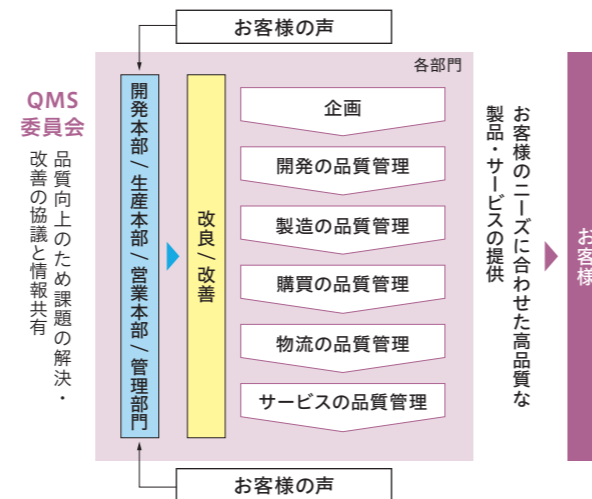 お客様の声
各部門
QMS
委員会
品質向上のため課題の解決・
改善の協議と情報共有
開発本部/生産本部/営業本部/管理部門
改良/改善
企画
開発の品質管理
製造の品質管理
購買の品質管理
物流の品質管理
サービスの品質管理
お客様のニーズに合わせた高品質な
製品・サービスの提供
お客様
お客様の声